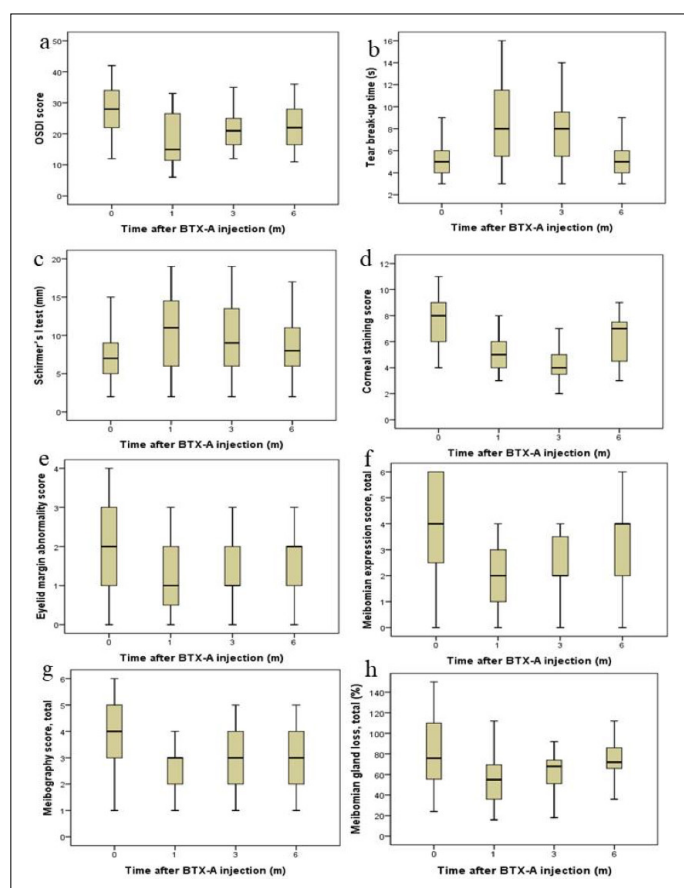 a
50
40
30
20
10
0
OSDI score
0 1 3 6
Time after BTX-A injection (m)
b
16
14
12
10
8
6
4
2
Tear break-up time (s)
0 1 3 6
Time after BTX-A injection (m)
c
20
15
10
5
0
Schirmer's I test (mm)
0 1 3 6
Time after BTX-A injection (m)
d
12
10
8
6
4
2
0
Corneal staining score
0 1 3 6
Time after BTX-A injection (m)
e
4
3
2
1
0
Eyelid margin abnormality score
0 1 3 6
Time after BTX-A injection (m)
f
6
5
4
3
2
1
0
Meibomian expression score, total
0 1 3 6
Time after BTX-A injection (m)
g
6
5
4
3
2
1
0
Meibography score, total
0 1 3 6
Time after BTX-A injection (m)
h
140
120
100
80
60
40
20
0
Meibomian gland loss, total (%)
0 1 3 6
Time after BTX-A injection (m)